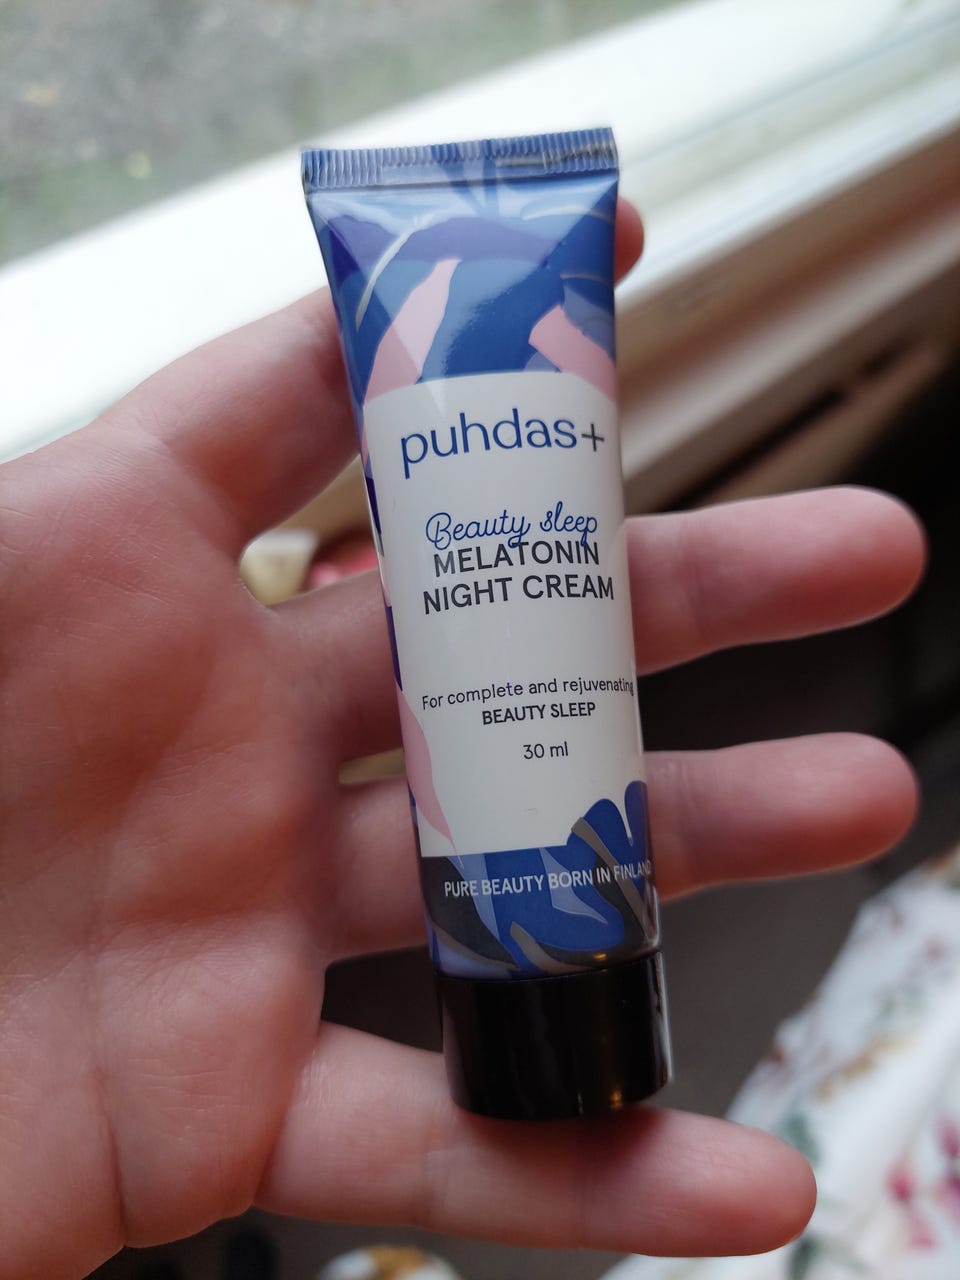 puhdas+
Beauty sleep
MELATONIN
NIGHT CREAM
For complete and rejuvenating
BEAUTY SLEEP
30 ml
PURE BEAUTY BORN IN FINLAND